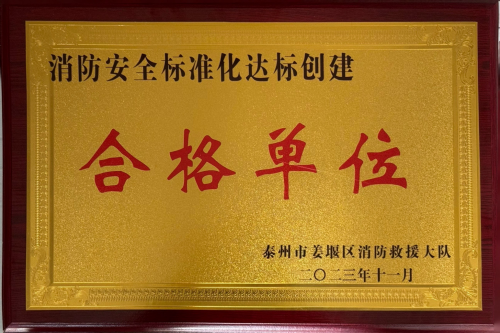 消防安全标准化达标创建
合格单位
泰州市姜堰区消防救援大队
二〇二三年十一月